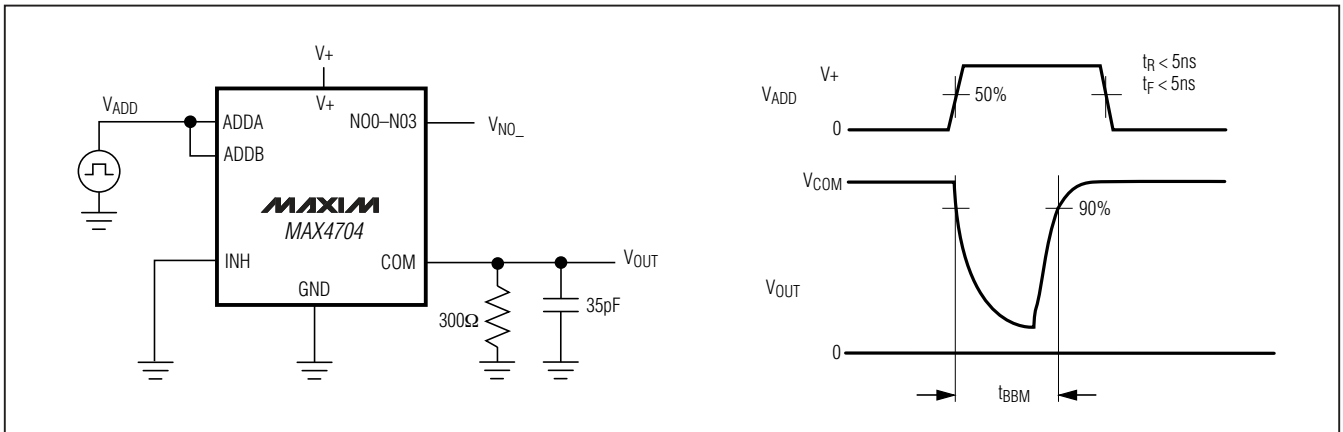 V+
V+
VADD
ADDA
NO0–N03
VNO_
ADDB
MAXIM
MAX4704
INH
COM
VOUT
GND
300Ω
35pF
V+
VADD
0
50%
tR < 5ns
tF < 5ns
VCOM
90%
VOUT
0
tBBM